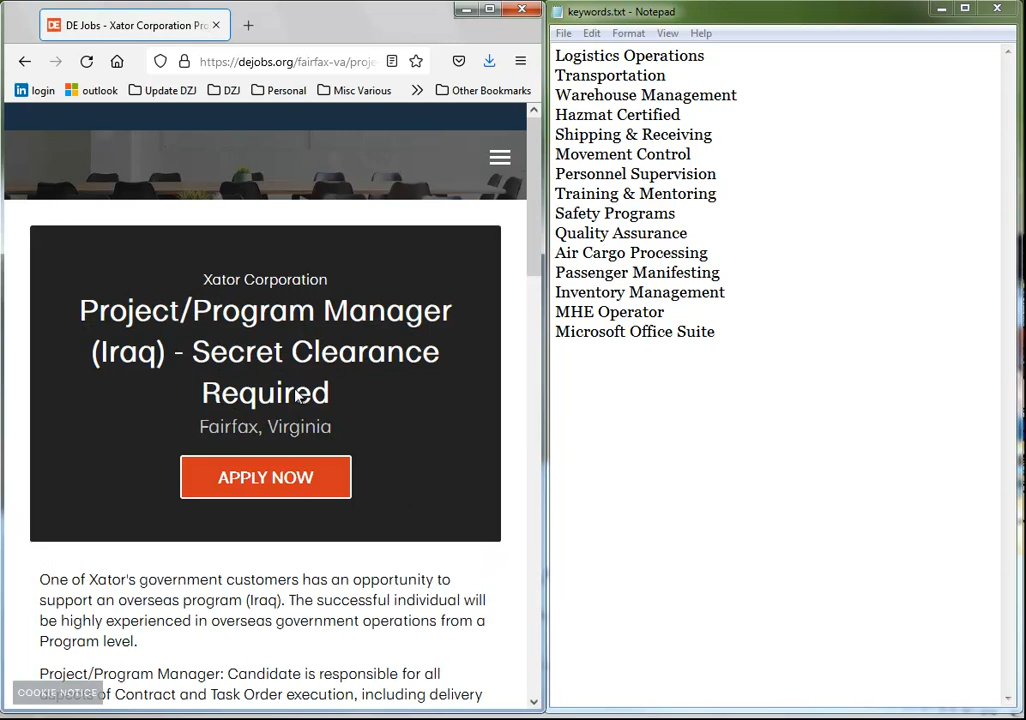 DE Jobs - Xator Corporation Pro
https://dejobs.org/fairfax-va/proje
login
outlook
Update DZJ
DZJ
Personal
Misc Various
Other Bookmarks
Xator Corporation
Project/Program Manager
(Iraq) - Secret Clearance
Required
Fairfax, Virginia
APPLY NOW
One of Xator's government customers has an opportunity to
support an overseas program (Iraq). The successful individual will
be highly experienced in overseas government operations from a
Program level.
Project/Program Manager: Candidate is responsible for all
aspects of Contract and Task Order execution, including delivery
COOKIE NOTICE
keywords.txt - Notepad
File Edit Format View Help
Logistics Operations
Transportation
Warehouse Management
Hazmat Certified
Shipping & Receiving
Movement Control
Personnel Supervision
Training & Mentoring
Safety Programs
Quality Assurance
Air Cargo Processing
Passenger Manifesting
Inventory Management
MHE Operator
Microsoft Office Suite